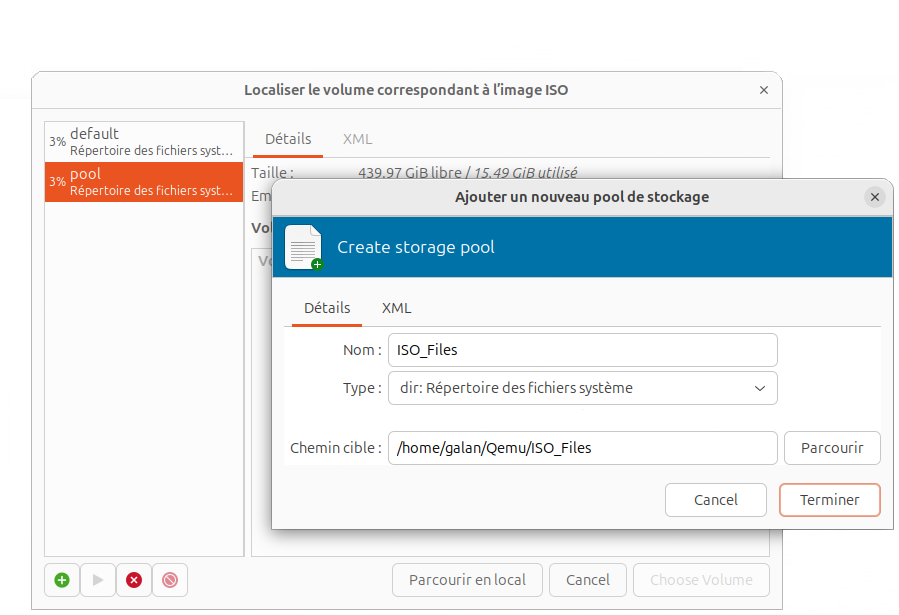 Localiser le volume correspondant à l'image ISO
3% default
Répertoire des fichiers syst...
3% pool
Répertoire des fichiers syst...
Détails XML
Taille : 439.97 GiB libre / 15.49 GiB utilisé
Em
Vo
Vo
Ajouter un nouveau pool de stockage
Create storage pool
Détails XML
Nom : ISO_Files
Type : dir: Répertoire des fichiers système
Chemin cible : /home/galan/Qemu/ISO_Files Parcourir
Cancel Terminer
Parcourir en local Cancel Choose Volume